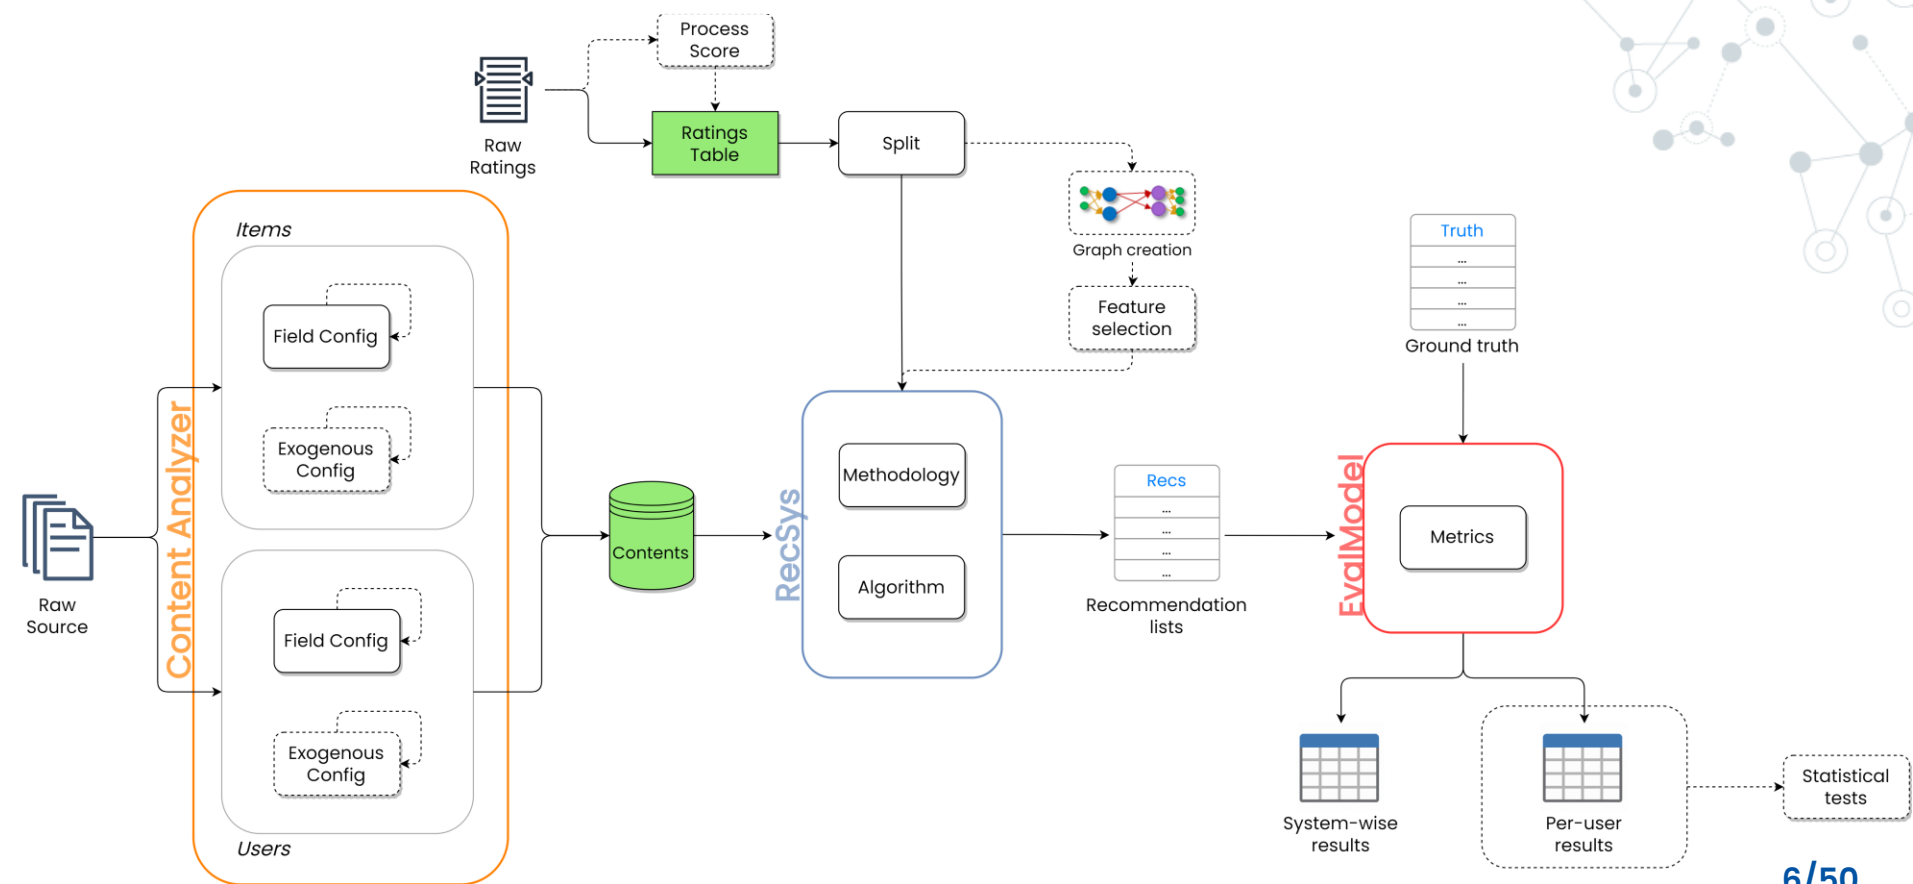 Process
Score
Raw
Ratings
Ratings
Table
Split
Graph creation
Feature
selection
Truth
...
...
...
...
Ground truth
Items
Field Config
Exogenous
Config
Content Analyzer
Raw
Source
Field Config
Exogenous
Config
Users
Contents
RecSys
Methodology
Algorithm
Recs
...
...
...
...
Recommendation
lists
EvalModel
Metrics
System-wise
results
Per-user
results
Statistical
tests
6/50